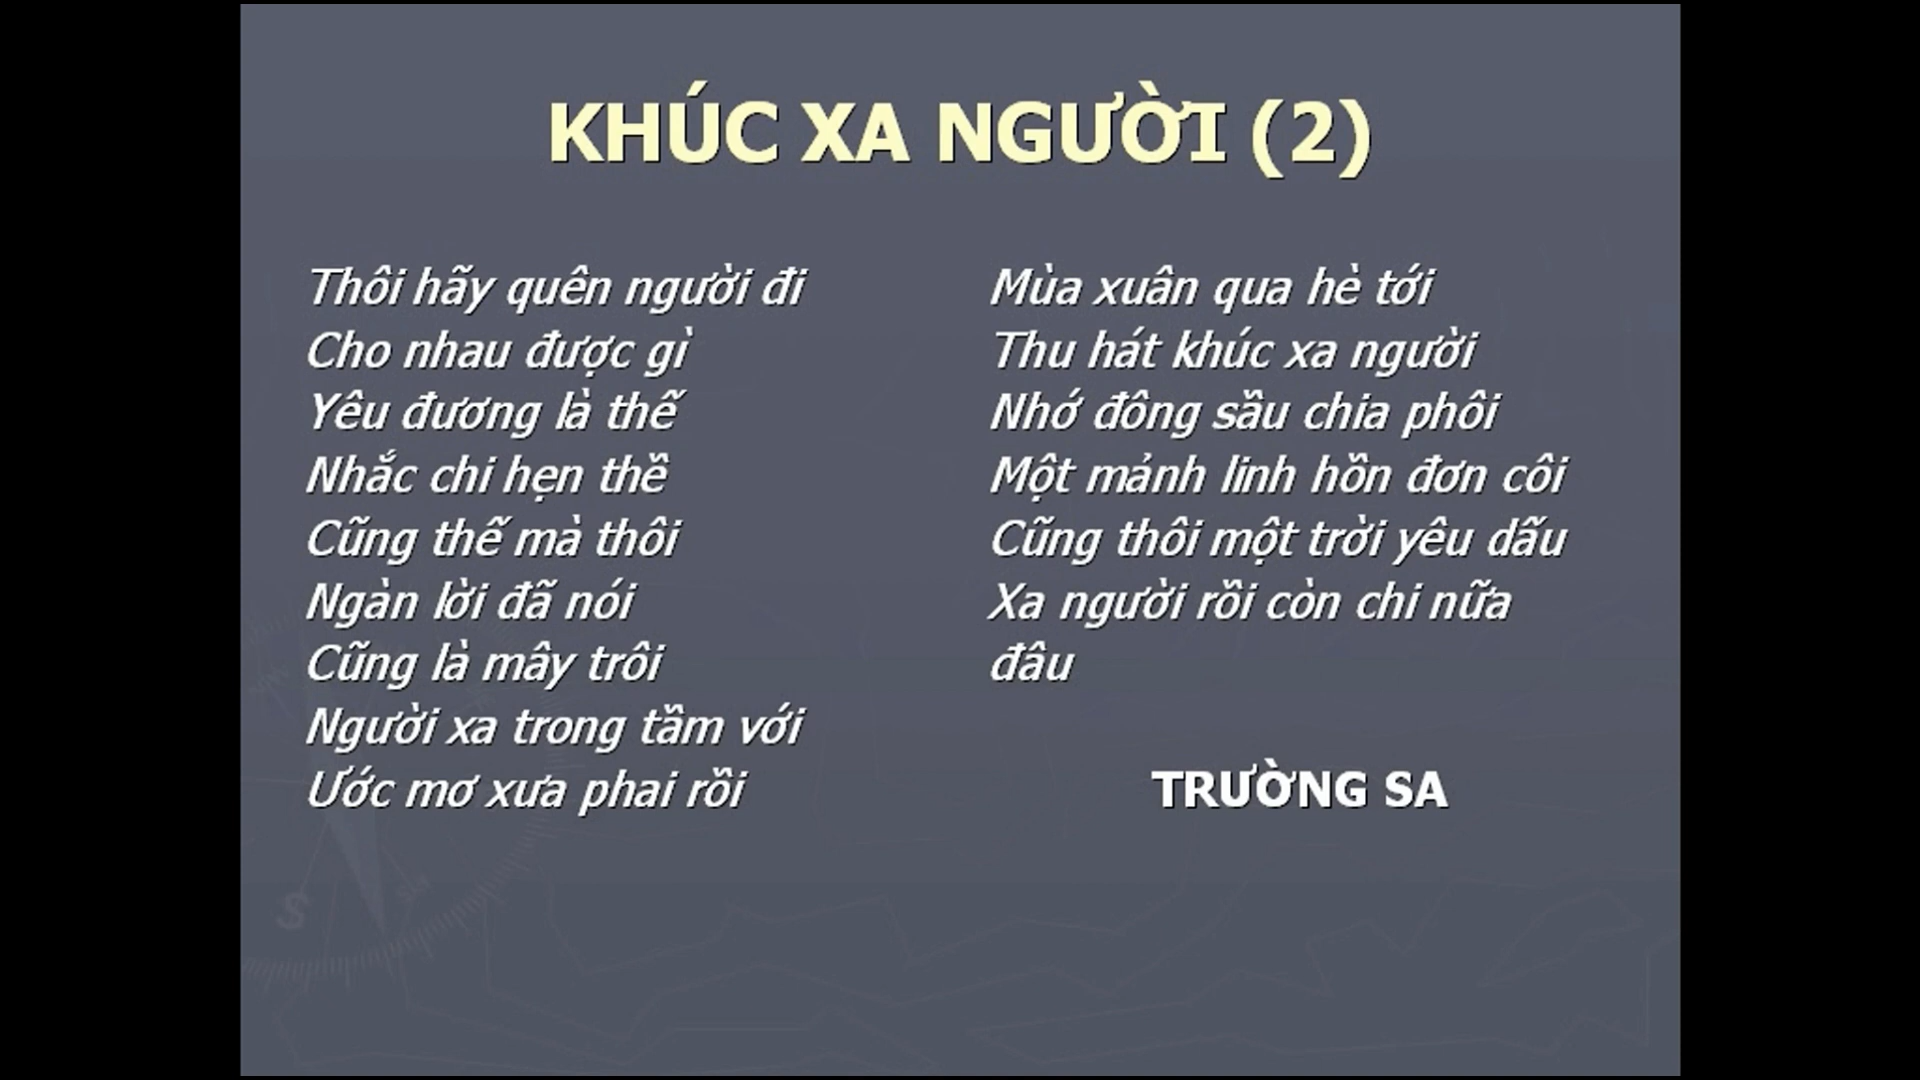 KHÚC XA NGƯỜI (2)
Thôi hãy quên người đi
Cho nhau được gì
Yêu đương là thế
Nhắc chi hẹn thề
Cũng thế mà thôi
Ngàn lời đã nói
Cũng là mây trôi
Người xa trong tầm với
Ước mơ xưa phai rồi
Mùa xuân qua hè tới
Thu hát khúc xa người
Nhớ đông sầu chia phôi
Một mảnh linh hồn đơn côi
Cũng thôi một trời yêu dấu
Xa người rồi còn chi nữa
đâu
TRƯỜNG SA
S